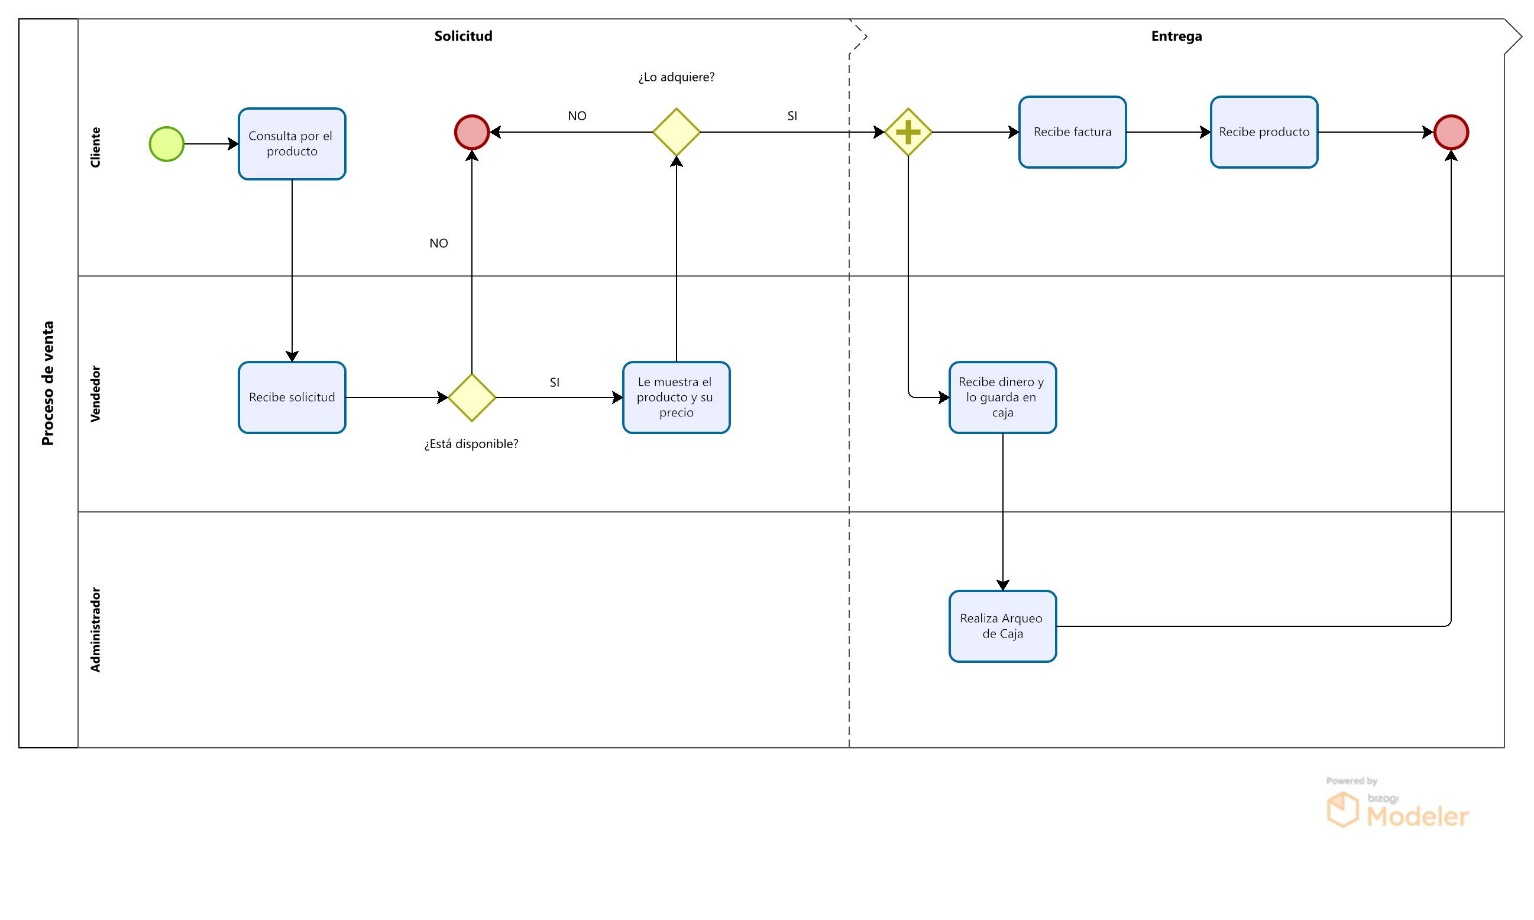 Solicitud
Entrega
¿Lo adquiere?
Proceso de venta
Cliente
Consulta por el
producto
NO
SI
Recibe factura
Recibe producto
NO
Vendedor
Recibe solicitud
¿Está disponible?
SI
Le muestra el
producto y su
precio
Recibe dinero y
lo guarda en
caja
Administrador
Realiza Arqueo
de Caja
Powered by
bizagi
Modeler